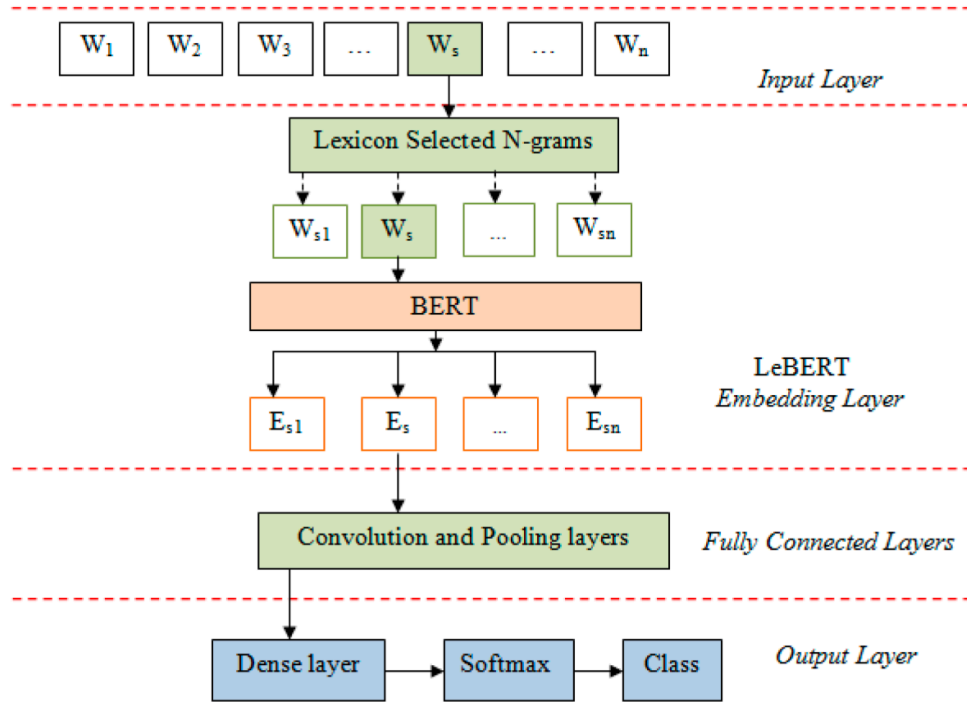 W1 W2 W3 ... Ws ... Wn
Input Layer
Lexicon Selected N-grams
Ws1 Ws ... Wsn
BERT
LeBERT
Embedding Layer
Es1 Es ... Esn
Convolution and Pooling layers
Fully Connected Layers
Dense layer Softmax Class
Output Layer